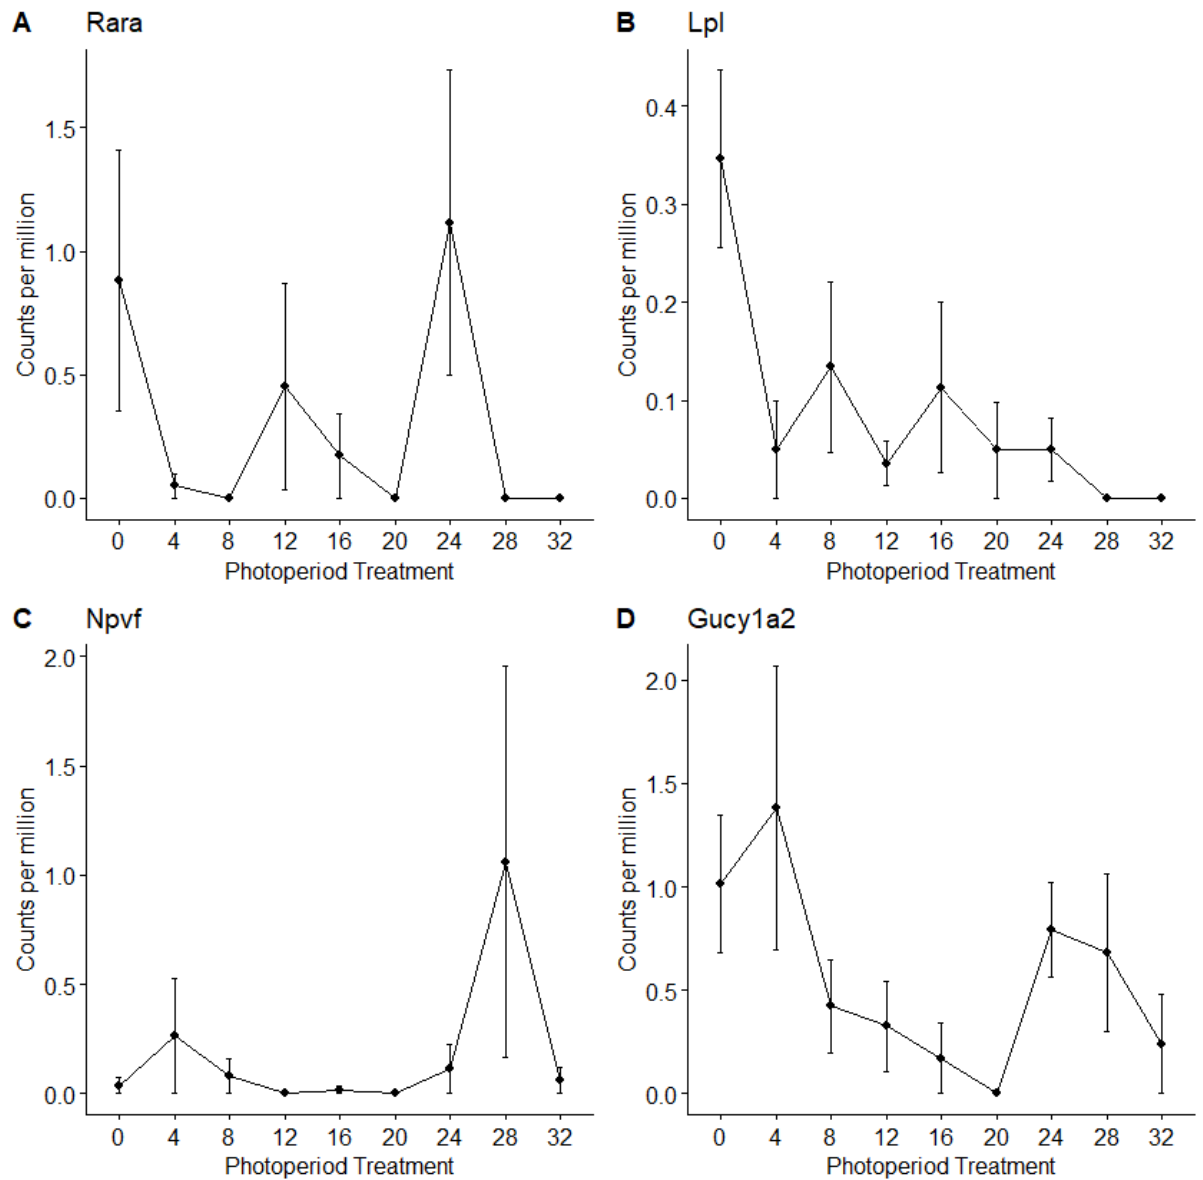 A Rara
Counts per million
1.5
1.0
0.5
0.0
0 4 8 12 16 20 24 28 32
Photoperiod Treatment
B Lpl
Counts per million
0.4
0.3
0.2
0.1
0.0
0 4 8 12 16 20 24 28 32
Photoperiod Treatment
C Npvf
Counts per million
2.0
1.5
1.0
0.5
0.0
0 4 8 12 16 20 24 28 32
Photoperiod Treatment
D Gucy1a2
Counts per million
2.0
1.5
1.0
0.5
0.0
0 4 8 12 16 20 24 28 32
Photoperiod Treatment